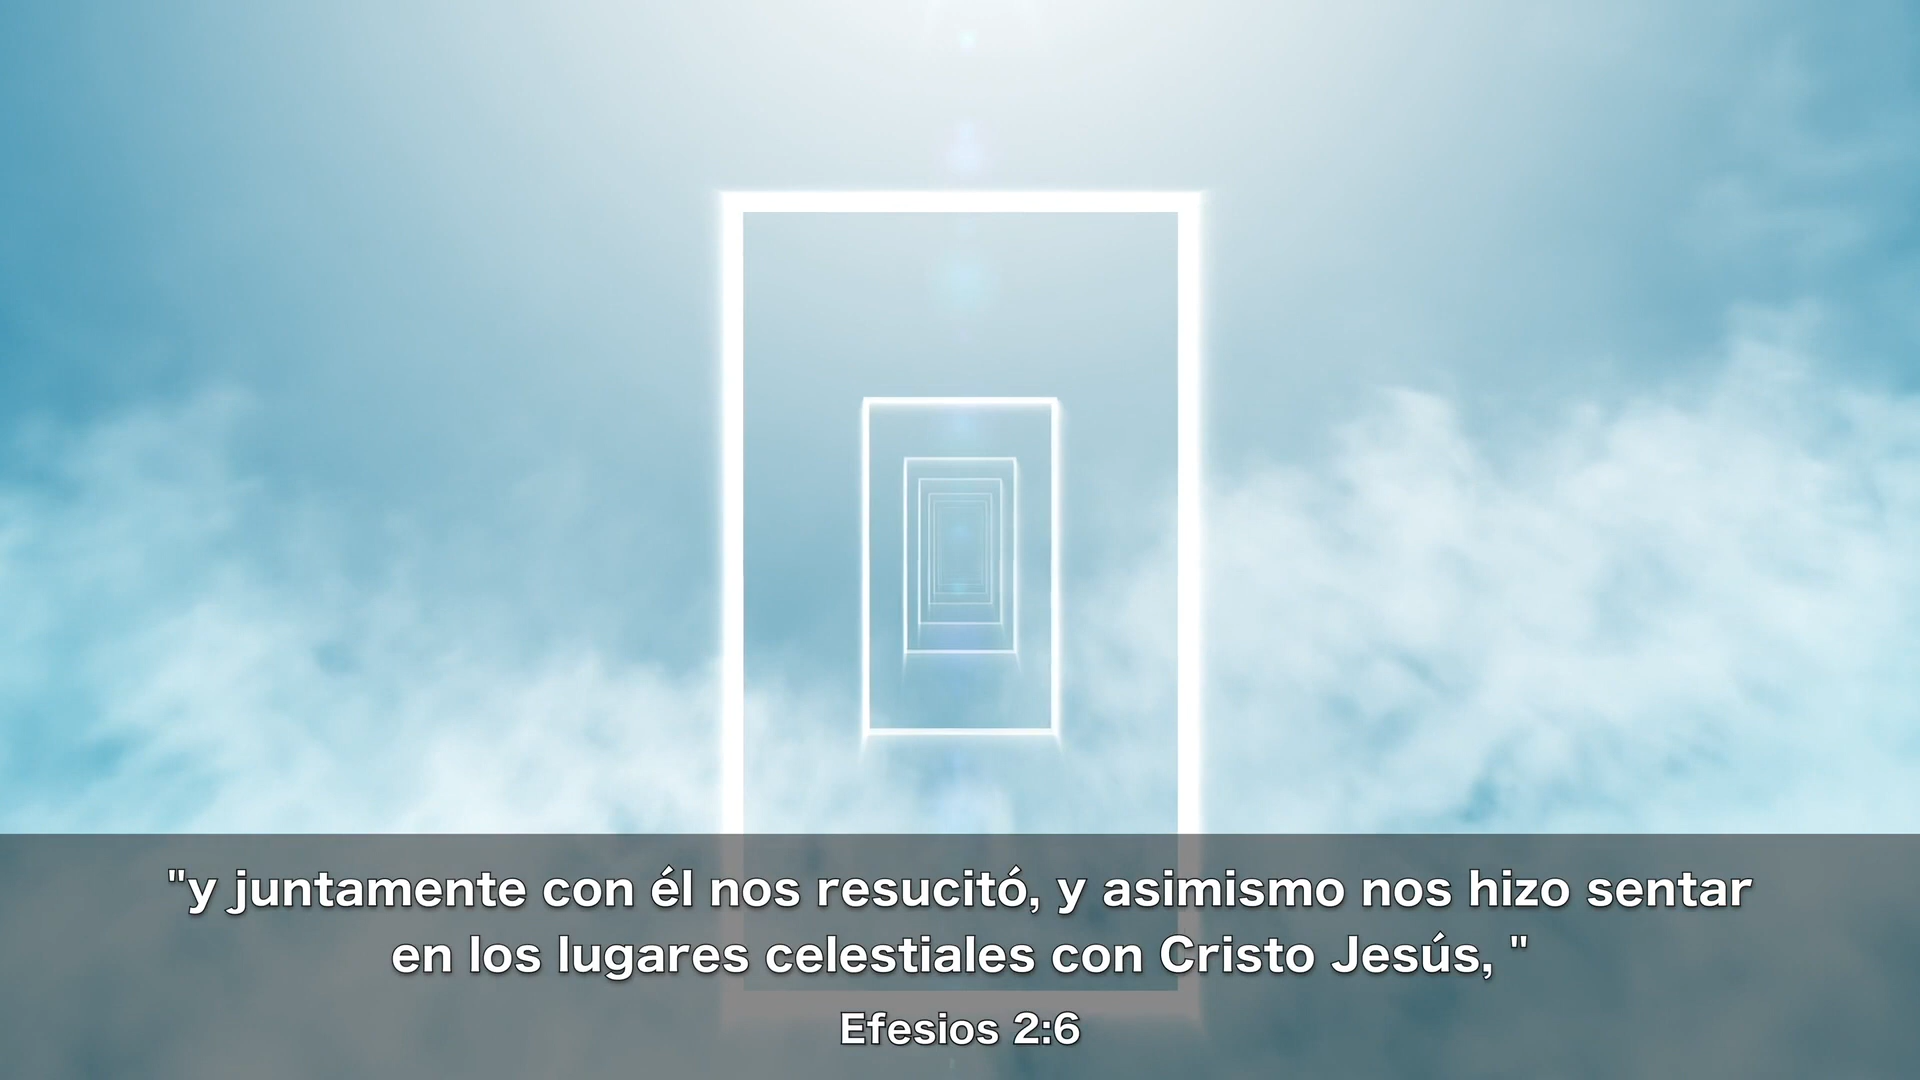 "y juntamente con él nos resucitó, y asimismo nos hizo sentar
en los lugares celestiales con Cristo Jesús, "
Efesios 2:6